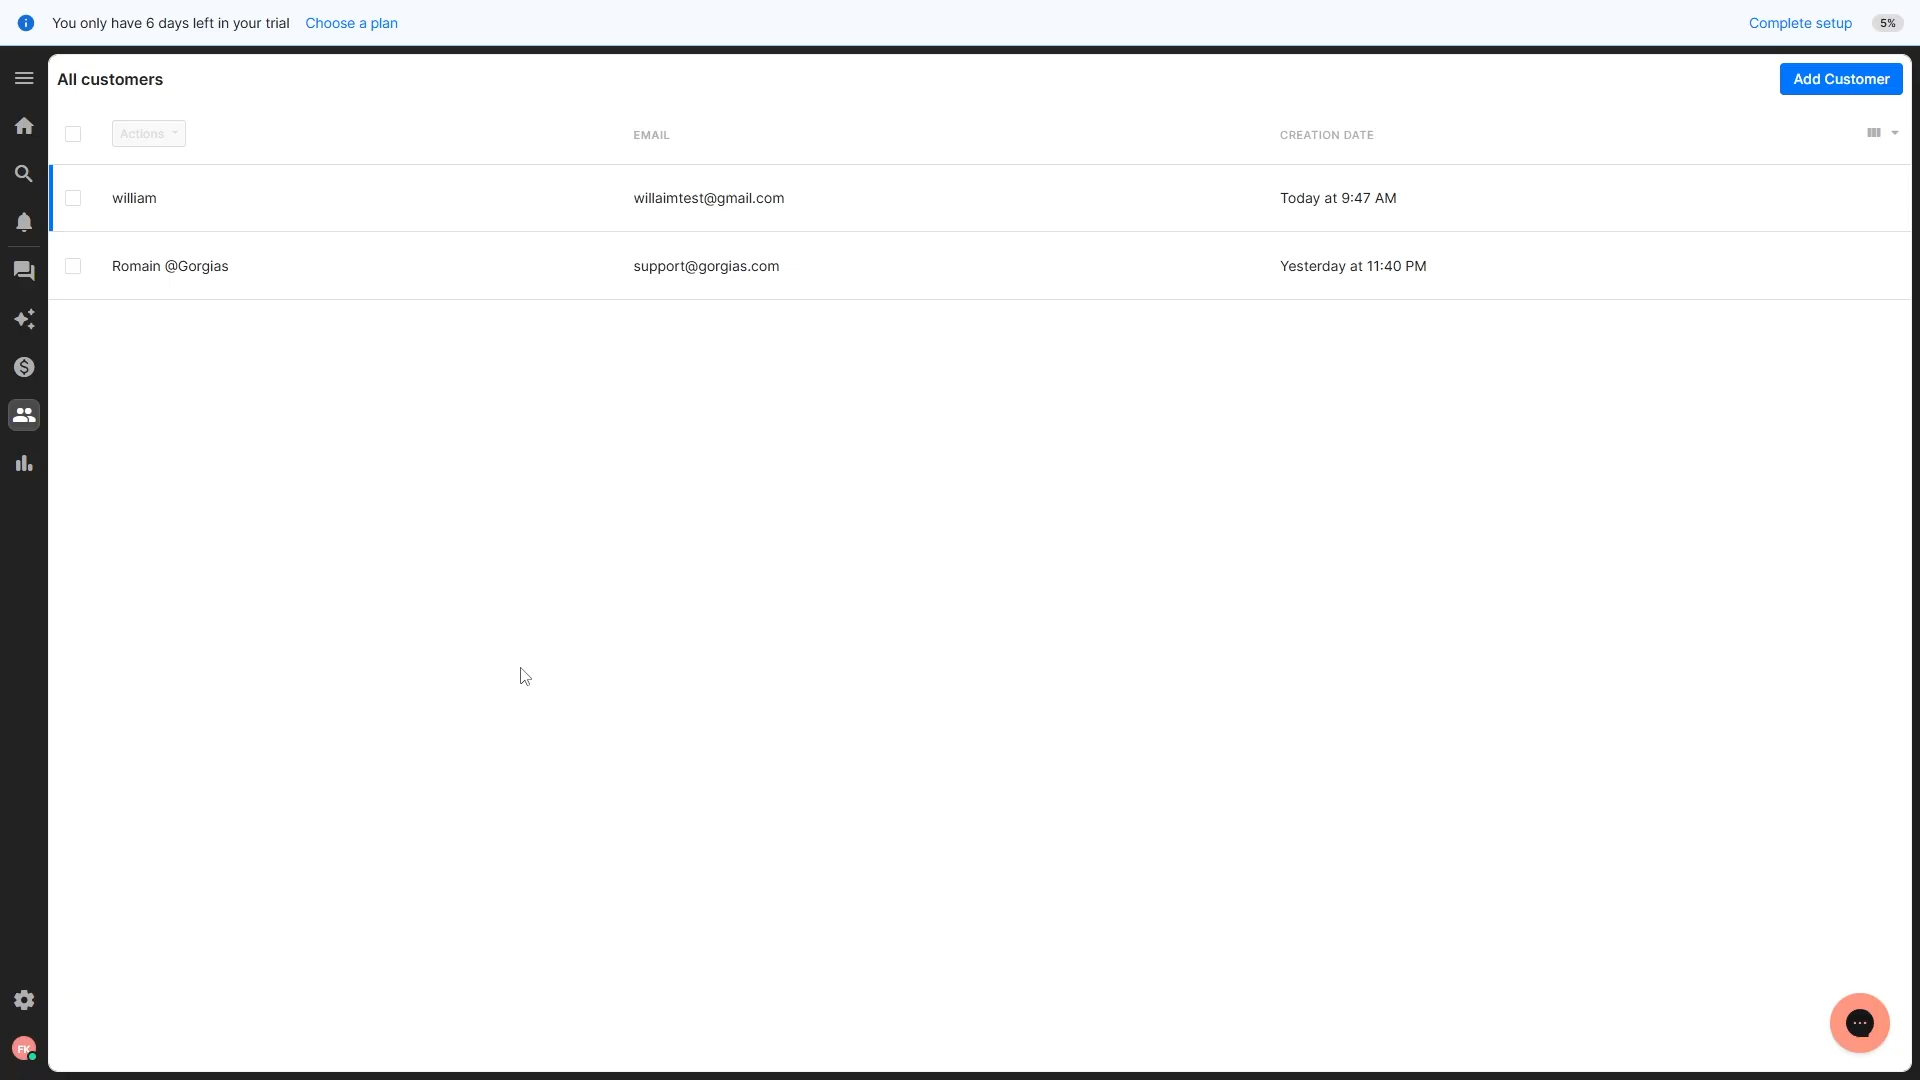 You only have 6 days left in your trial Choose a plan Complete setup 5%
All customers Add Customer
Actions EMAIL CREATION DATE
william willaimtest@gmail.com Today at 9:47 AM
Romain @Gorgias support@gorgias.com Yesterday at 11:40 PM
FK